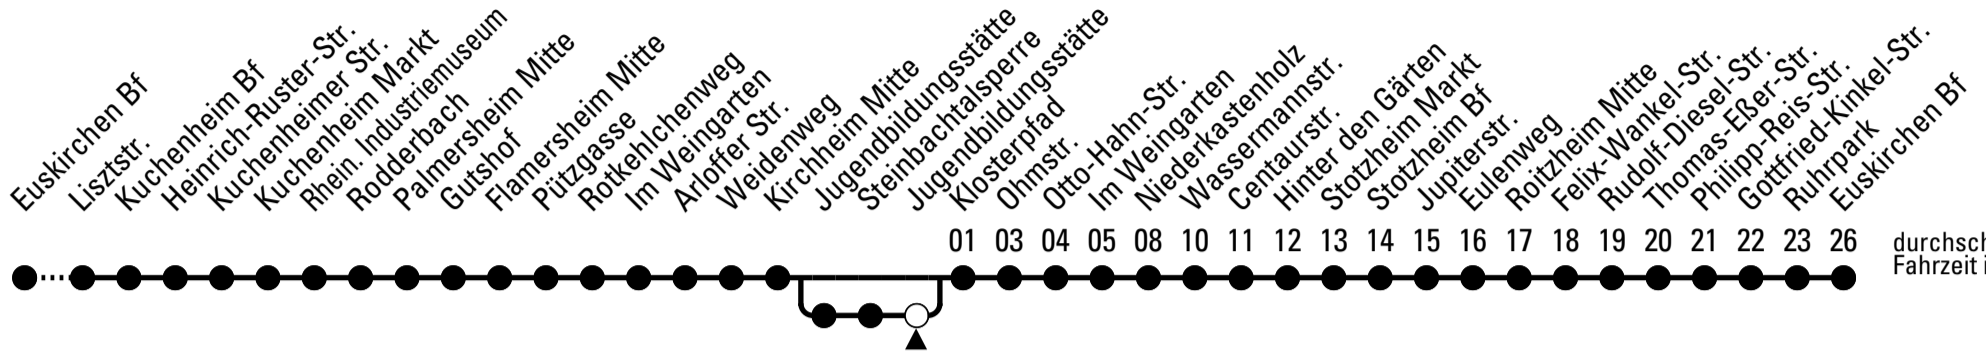 Euskirchen Bf
Lisztstr.
Kuchenheim Bf
Heinrich-Ruster-Str.
Kuchenheimer Str.
Kuchenheim Markt
Rhein. Industriemuseum
Rodderbach
Palmersheim Mitte
Gutshof
Flamersheim Mitte
Pützgasse
Rotkehlchenweg
Im Weingarten
Arloffer Str.
Weidenweg
Kirchheim Mitte
Jugendbildungsstätte
Steinbachtalsperre
Jugendbildungsstätte
Klosterpfad
Ohmstr.
Otto-Hahn-Str.
Im Weingarten
Niederkastenholz
Wassermannstr.
Centaurstr.
Hinter den Gärten
Stotzheim Markt
Stotzheim Bf
Jupiterstr.
Eulenweg
Roitzheim Mitte
Felix-Wankel-Str.
Rudolf-Diesel-Str.
Thomas-Eßer-Str.
Philipp-Reis-Str.
Gottfried-Kinkel-Str.
Ruhrpark
Euskirchen Bf
01 03 04 05 08 10 11 12 13 14 15 16 17 18 19 20 21 22 23 26
durchsch
Fahrzeit i